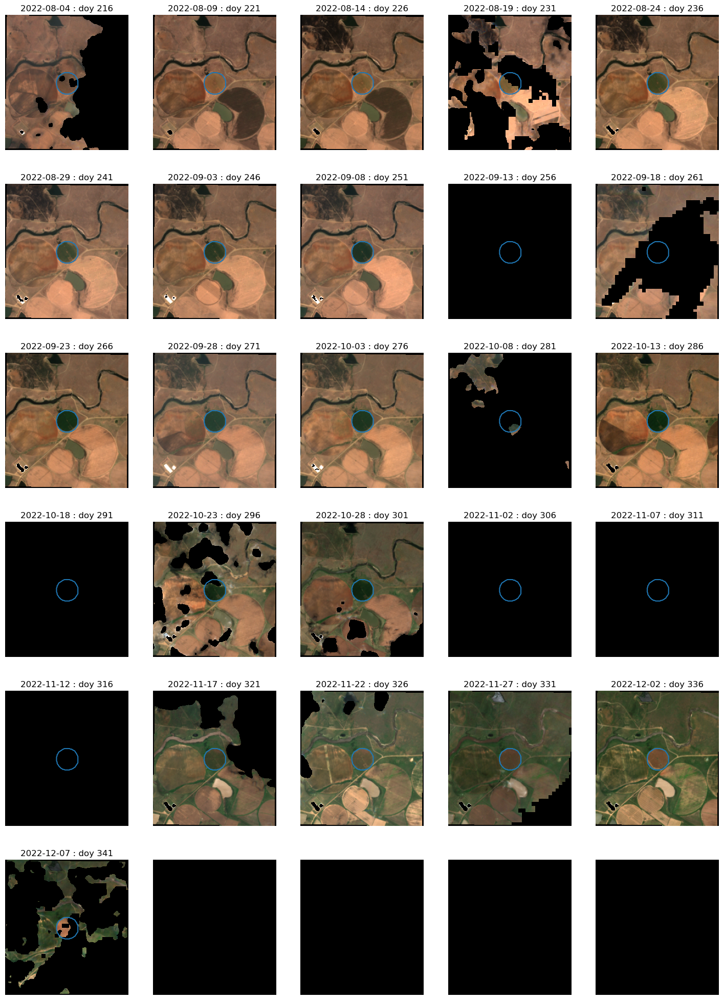 2022-08-04 : doy 216
2022-08-09 : doy 221
2022-08-14 : doy 226
2022-08-19 : doy 231
2022-08-24 : doy 236
2022-08-29 : doy 241
2022-09-03 : doy 246
2022-09-08 : doy 251
2022-09-13 : doy 256
2022-09-18 : doy 261
2022-09-23 : doy 266
2022-09-28 : doy 271
2022-10-03 : doy 276
2022-10-08 : doy 281
2022-10-13 : doy 286
2022-10-18 : doy 291
2022-10-23 : doy 296
2022-10-28 : doy 301
2022-11-02 : doy 306
2022-11-07 : doy 311
2022-11-12 : doy 316
2022-11-17 : doy 321
2022-11-22 : doy 326
2022-11-27 : doy 331
2022-12-02 : doy 336
2022-12-07 : doy 341